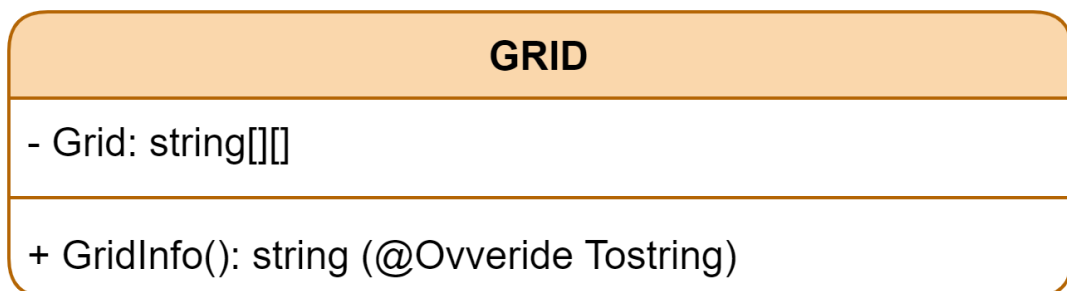 GRID
- Grid: string[][]
+ GridInfo(): string (@Ovveride Tostring)